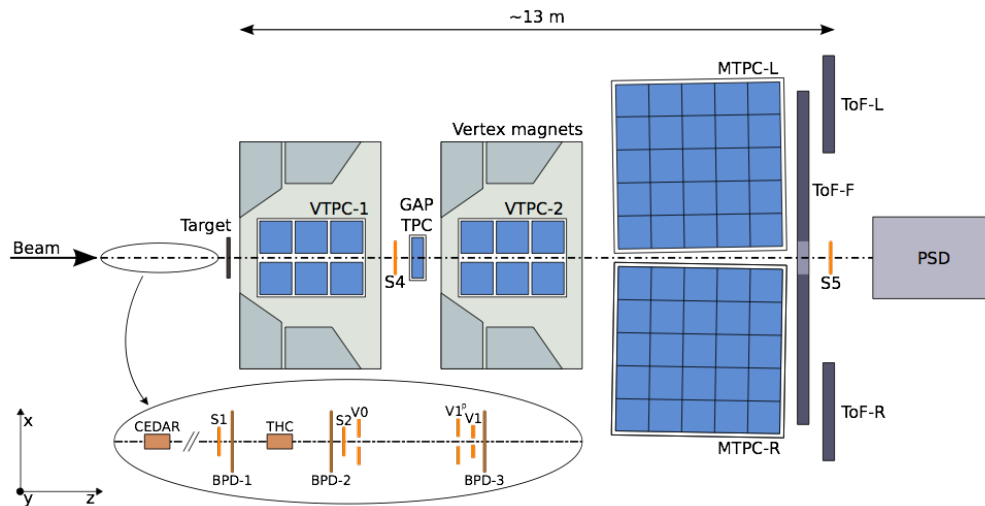 ~13 m
MTPC-L
ToF-L
Vertex magnets
ToF-F
VTPC-1
GAP
TPC
VTPC-2
Target
Beam
PSD
S4
S5
x
CEDAR
S1
THC
S2
V0
V1ᵖ
V1
ToF-R
MTPC-R
BPD-1
BPD-2
BPD-3
y
z